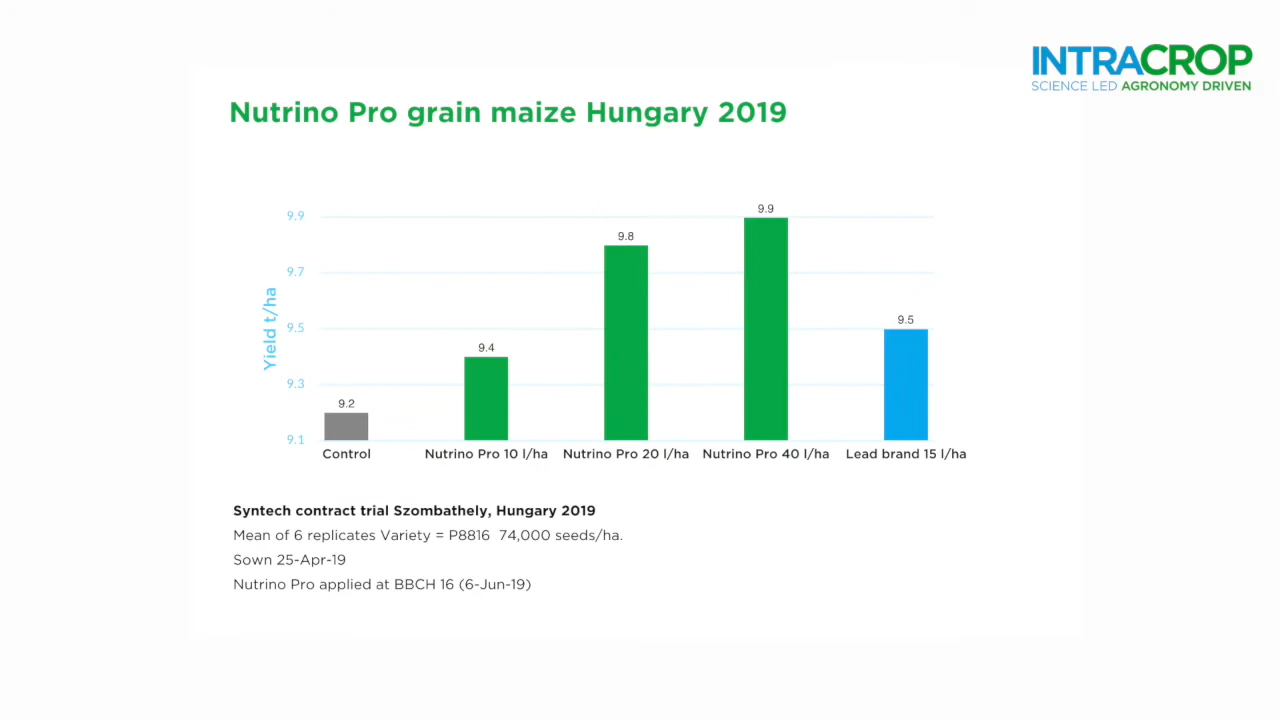 INTRACROP
SCIENCE LED AGRONOMY DRIVEN
Nutrino Pro grain maize Hungary 2019
Yield t/ha
9.9
9.7
9.5
9.3
9.1
9.2
9.4
9.8
9.9
9.5
Control
Nutrino Pro 10 l/ha
Nutrino Pro 20 l/ha
Nutrino Pro 40 l/ha
Lead brand 15 l/ha
Syntech contract trial Szombathely, Hungary 2019
Mean of 6 replicates Variety = P8816 74,000 seeds/ha.
Sown 25-Apr-19
Nutrino Pro applied at BBCH 16 (6-Jun-19)